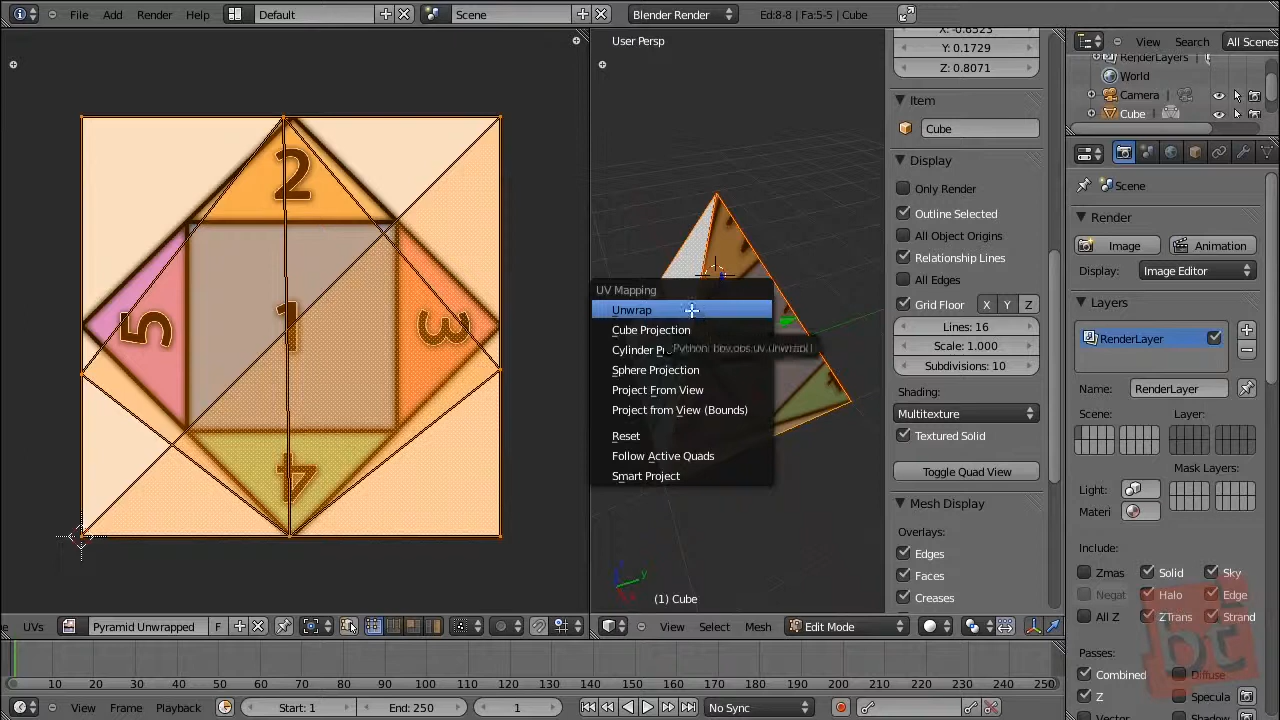 File Add Render Help Default Scene Blender Render Ed:8-8 | Fa:5-5 | Cube
User Persp
Y: 0.1729
Z: 0.8071
Item
Cube
Display
Only Render
Outline Selected
All Object Origins
Relationship Lines
All Edges
Grid Floor X Y Z
Lines: 16
Scale: 1.000
Subdivisions: 10
Shading:
Multitexture
Textured Solid
Toggle Quad View
Mesh Display
Overlays:
Edges
Faces
Creases
View Search All Scenes
RenderLayers
World
Camera
Cube
Scene
Render
Image Animation
Display: Image Editor
Layers
RenderLayer
Name: RenderLayer
Scene: Layer:
Mask Layers:
Light:
Materi
Include:
Zmas Solid Sky
Negat Halo Edge
All Z ZTrans Strand
Passes:
Combined Diffuse
Z Specula
Shadow
2
5 1 3
4
UV Mapping
Unwrap
Cube Projection
Cylinder Pr
Python: bpy.ops.uv.unwrap()
Sphere Projection
Project From View
Project from View (Bounds)
Reset
Follow Active Quads
Smart Project
(1) Cube
UVs Pyramid Unwrapped F
View Select Mesh Edit Mode
10 20 30 40 50 60 70 80 90 100 110 120 130 140 150 160 170 180 190 200 210 220 230 240 250
View Frame Playback Start: 1 End: 250 1 No Sync
bt